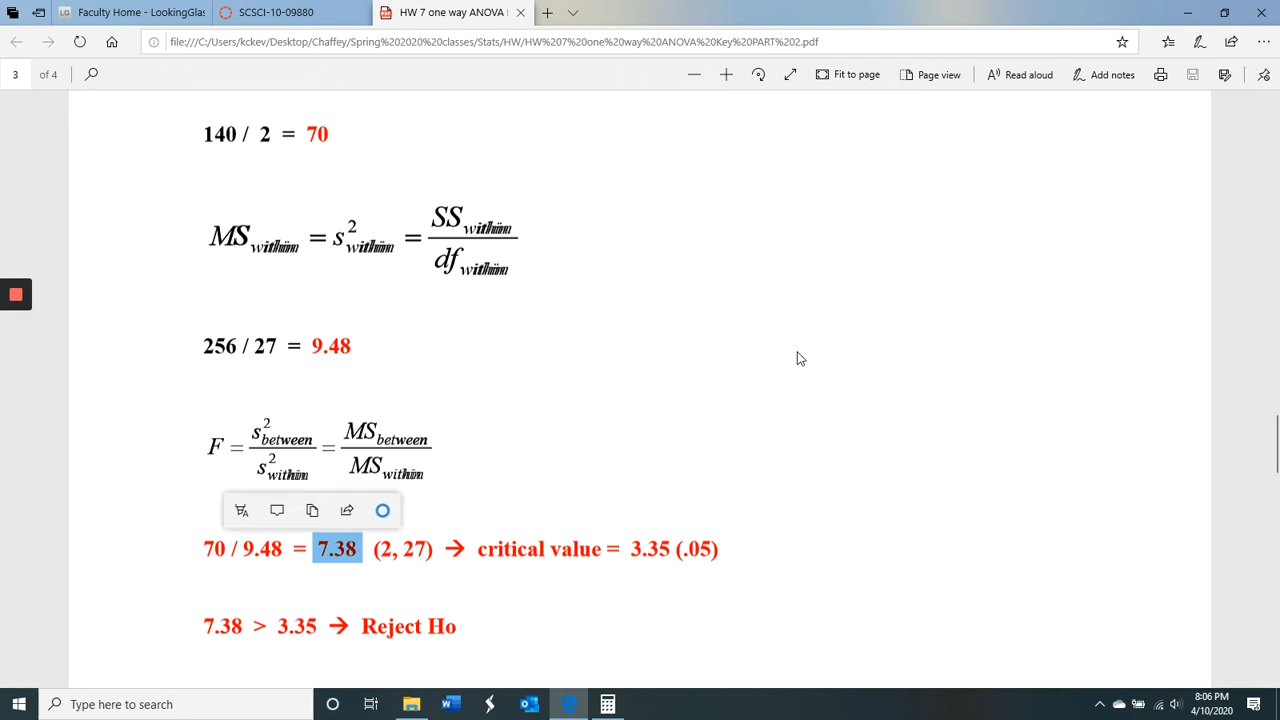 Faculty Home - LookingGlas
SCSC-10-09880
HW 7 one way ANOVA
file:///C:/Users/kckev/Desktop/Chaffey/Spring%202020%20classes/Stats/HW/HW%207%20one%20way%20ANOVA%20Key%20PART%202.pdf
3 of 4 Fit to page Page view Read aloud Add notes
140 / 2 = 70
MS within = s² within = SS within / df within
256 / 27 = 9.48
F = s² between / s² within = MS between / MS within
70 / 9.48 = 7.38 (2, 27) → critical value = 3.35 (.05)
7.38 > 3.35 → Reject Ho
Type here to search
8:06 PM
4/10/2020